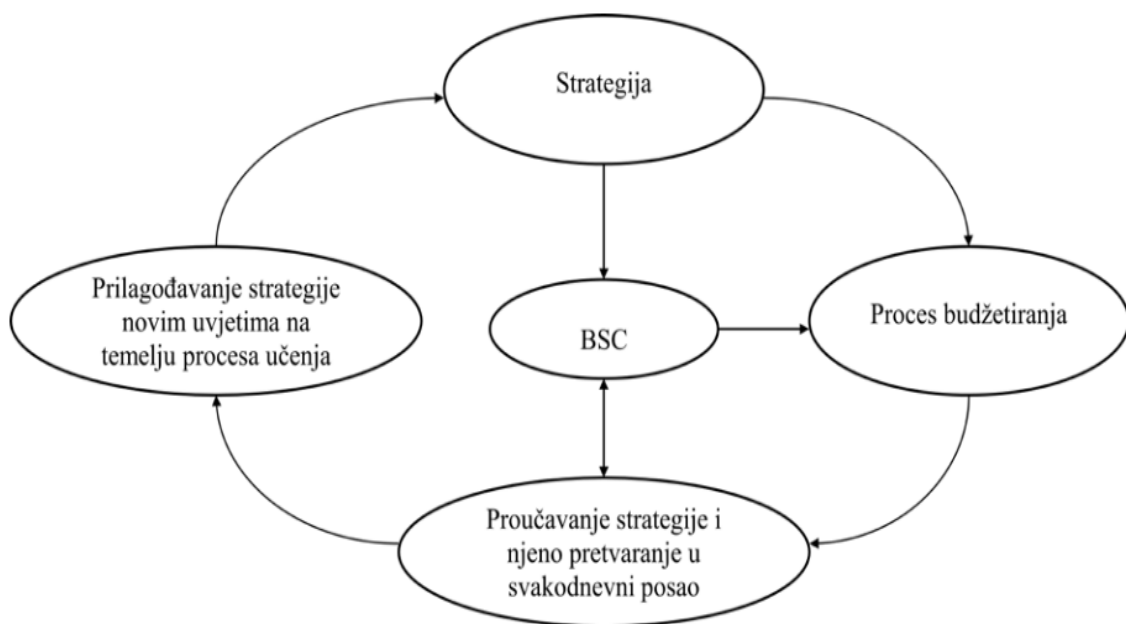 Strategija
Prilagođavanje strategije
novim uvjetima na
temelju procesa učenja
BSC
Proces budžetiranja
Proučavanje strategije i
njeno pretvaranje u
svakodnevni posao